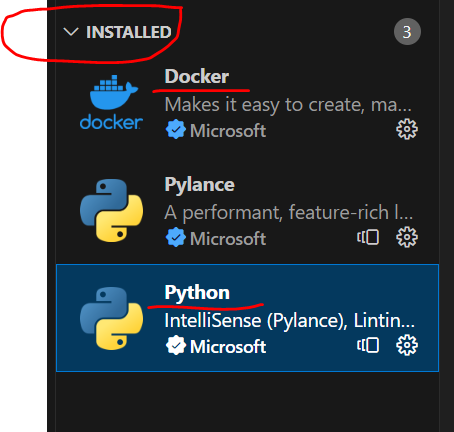 INSTALLED 3
Docker
Makes it easy to create, ma...
docker
Microsoft
Pylance
A performant, feature-rich l...
Microsoft
Python
IntelliSense (Pylance), Lintin...
Microsoft